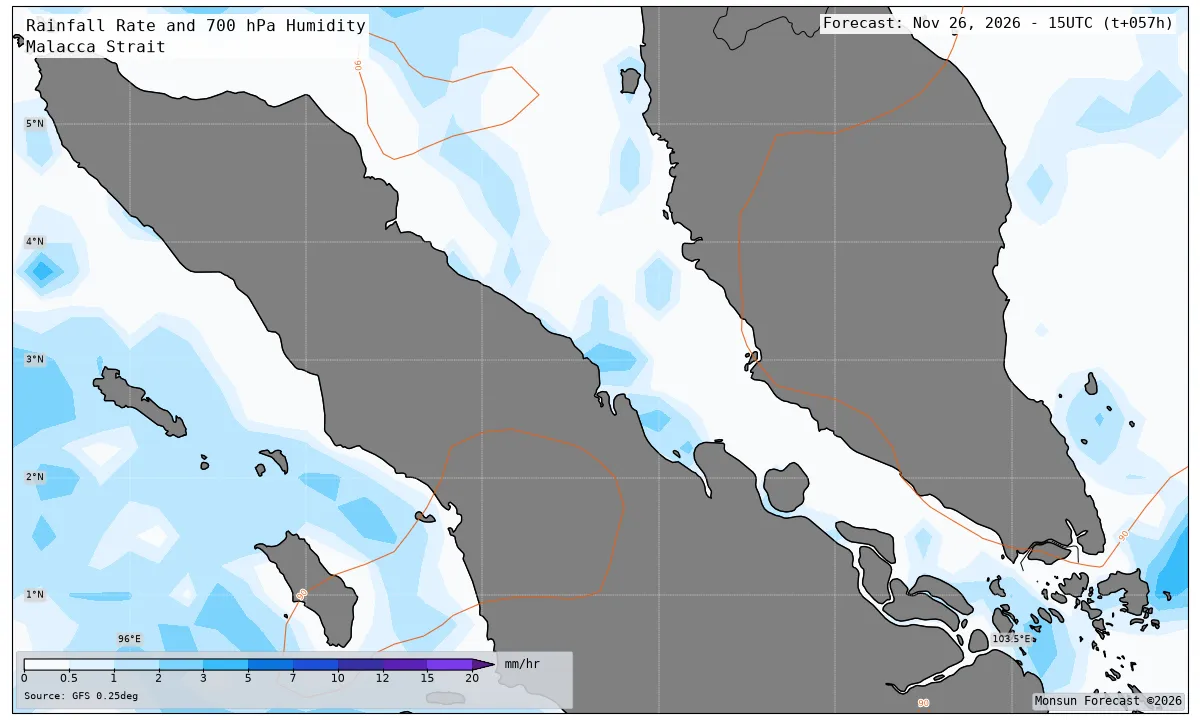 Rainfall Rate and 700 hPa Humidity
Malacca Strait
Forecast: Nov 26, 2026 - 15UTC (t+057h)
90
5°N
4°N
3°N
2°N
90
1°N
90
96°E
103.5°E
mm/hr
0 0.5 1 2 3 5 7 10 12 15 20
Source: GFS 0.25deg
90
Monsun Forecast ©2026